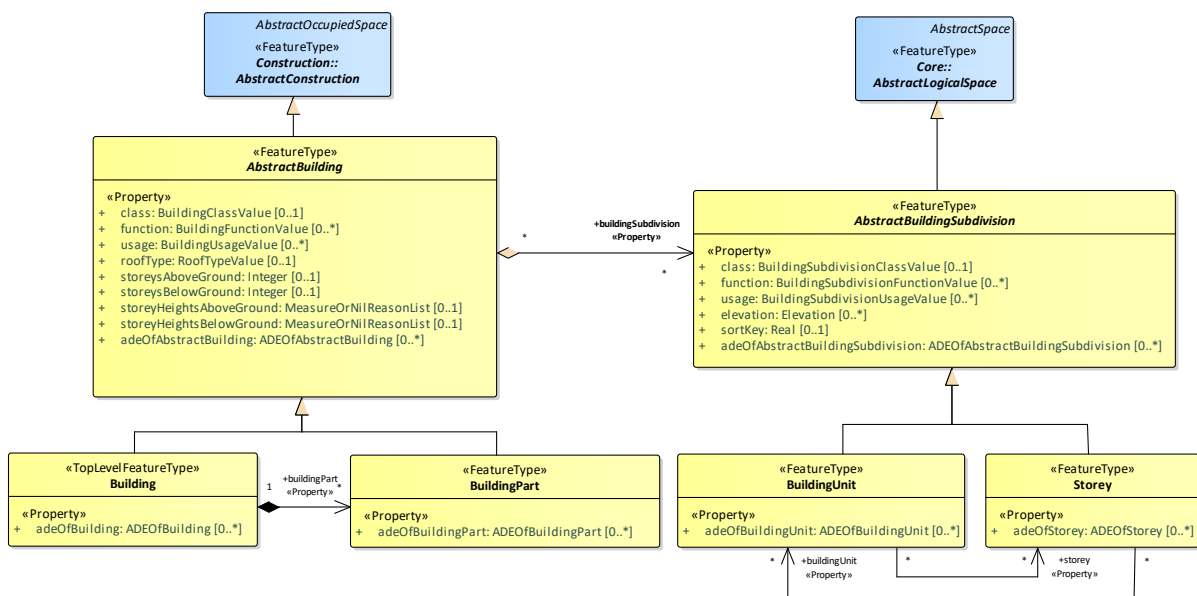 AbstractOccupiedSpace
«FeatureType»
Construction::
AbstractConstruction
AbstractSpace
«FeatureType»
Core::
AbstractLogicalSpace
«FeatureType»
AbstractBuilding
«Property»
+ class: BuildingClassValue [0..1]
+ function: BuildingFunctionValue [0..*]
+ usage: BuildingUsageValue [0..*]
+ roofType: RoofTypeValue [0..1]
+ storeysAboveGround: Integer [0..1]
+ storeysBelowGround: Integer [0..1]
+ storeyHeightsAboveGround: MeasureOrNilReasonList [0..1]
+ storeyHeightsBelowGround: MeasureOrNilReasonList [0..1]
+ adeOfAbstractBuilding: ADEOfAbstractBuilding [0..*]
+buildingSubdivision
*
«Property»
*
«FeatureType»
AbstractBuildingSubdivision
«Property»
+ class: BuildingSubdivisionClassValue [0..1]
+ function: BuildingSubdivisionFunctionValue [0..*]
+ usage: BuildingSubdivisionUsageValue [0..*]
+ elevation: Elevation [0..*]
+ sortKey: Real [0..1]
+ adeOfAbstractBuildingSubdivision: ADEOfAbstractBuildingSubdivision [0..*]
«TopLevelFeatureType»
Building
«Property»
+ adeOfBuilding: ADEOfBuilding [0..*]
+buildingPart
1 «Property» *
«FeatureType»
BuildingPart
«Property»
+ adeOfBuildingPart: ADEOfBuildingPart [0..*]
«FeatureType»
BuildingUnit
«Property»
+ adeOfBuildingUnit: ADEOfBuildingUnit [0..*]
«FeatureType»
Storey
«Property»
+ adeOfStorey: ADEOfStorey [0..*]
* +buildingUnit
«Property»
*
* +storey
«Property»
*